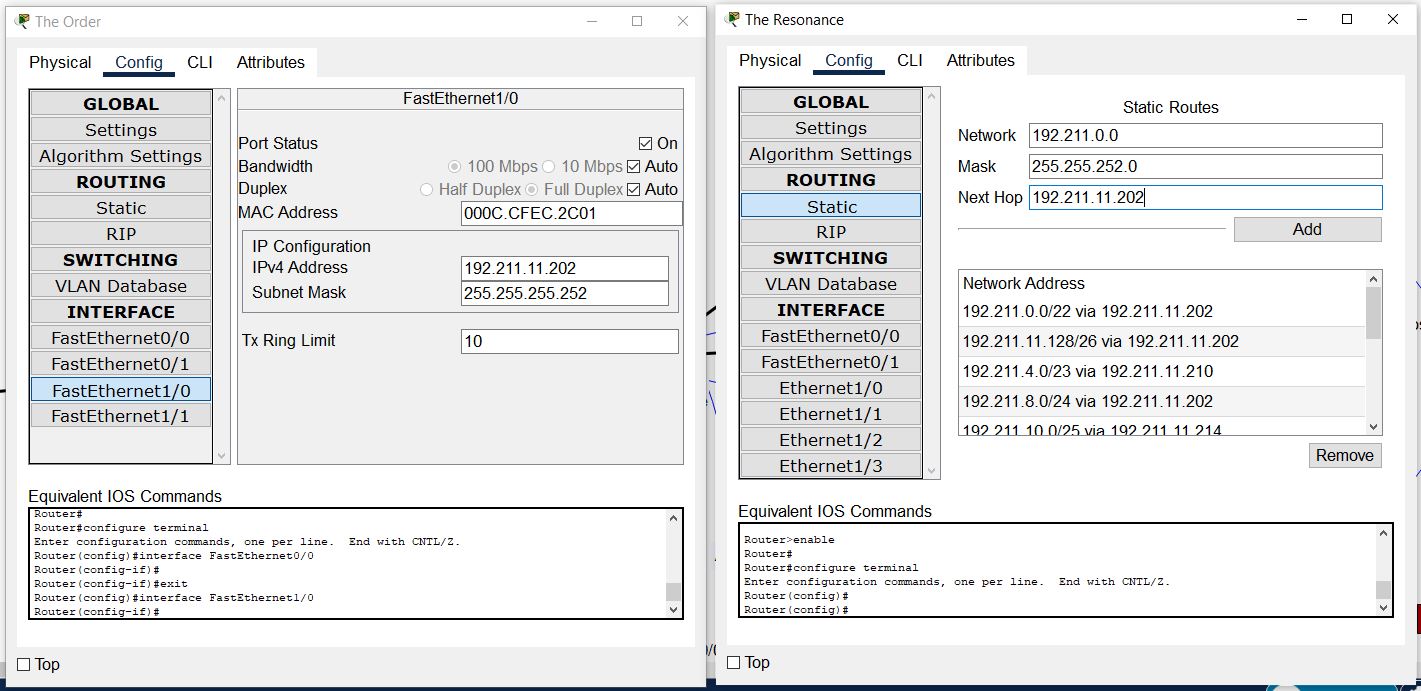 The Order
Physical Config CLI Attributes
GLOBAL
Settings
Algorithm Settings
ROUTING
Static
RIP
SWITCHING
VLAN Database
INTERFACE
FastEthernet0/0
FastEthernet0/1
FastEthernet1/0
FastEthernet1/1
FastEthernet1/0
Port Status On
Bandwidth 100 Mbps 10 Mbps Auto
Duplex Half Duplex Full Duplex Auto
MAC Address 000C.CFEC.2C01
IP Configuration
IPv4 Address 192.211.11.202
Subnet Mask 255.255.255.252
Tx Ring Limit 10
Equivalent IOS Commands
Router#
Router#configure terminal
Enter configuration commands, one per line. End with CNTL/Z.
Router(config)#interface FastEthernet0/0
Router(config-if)#
Router(config-if)#exit
Router(config)#interface FastEthernet1/0
Router(config-if)#
Top
The Resonance
Physical Config CLI Attributes
GLOBAL
Settings
Algorithm Settings
ROUTING
Static
RIP
SWITCHING
VLAN Database
INTERFACE
FastEthernet0/0
FastEthernet0/1
Ethernet1/0
Ethernet1/1
Ethernet1/2
Ethernet1/3
Static Routes
Network 192.211.0.0
Mask 255.255.252.0
Next Hop 192.211.11.202
Add
Network Address
192.211.0.0/22 via 192.211.11.202
192.211.11.128/26 via 192.211.11.202
192.211.4.0/23 via 192.211.11.210
192.211.8.0/24 via 192.211.11.202
192.211.10.0/25 via 192.211.11.214
Remove
Equivalent IOS Commands
Router>enable
Router#
Router#configure terminal
Enter configuration commands, one per line. End with CNTL/Z.
Router(config)#
Router(config)#
Top